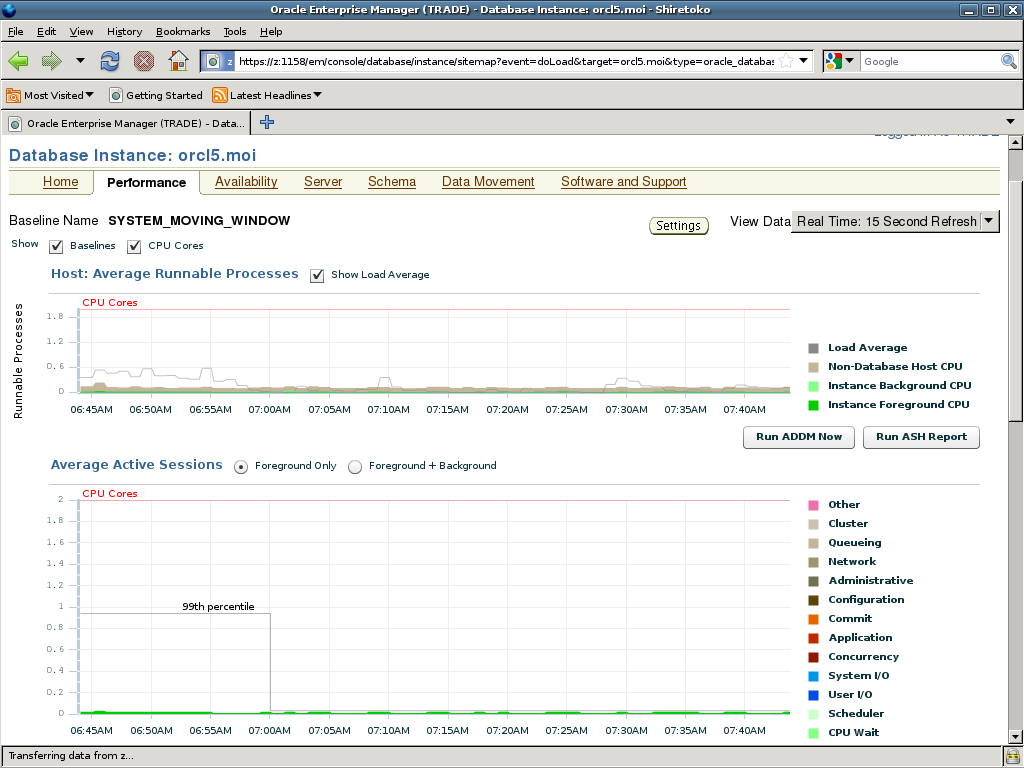 Oracle Enterprise Manager (TRADE) - Database Instance: orcl5.moi - Shiretoko
File Edit View History Bookmarks Tools Help
z https://z:1158/em/console/database/instance/sitemap?event=doLoad&target=orcl5.moi&type=oracle_databas Google
Most Visited Getting Started Latest Headlines
Oracle Enterprise Manager (TRADE) - Data...
Database Instance: orcl5.moi
Home Performance Availability Server Schema Data Movement Software and Support
Baseline Name SYSTEM_MOVING_WINDOW Settings View Data Real Time: 15 Second Refresh
Show Baselines CPU Cores
Host: Average Runnable Processes Show Load Average
Runnable Processes
CPU Cores
1.8
1.2
0.6
0
06:45AM 06:50AM 06:55AM 07:00AM 07:05AM 07:10AM 07:15AM 07:20AM 07:25AM 07:30AM 07:35AM 07:40AM
Load Average
Non-Database Host CPU
Instance Background CPU
Instance Foreground CPU
Run ADDM Now Run ASH Report
Average Active Sessions Foreground Only Foreground + Background
CPU Cores
2
1.8
1.6
1.4
1.2
1
0.8
0.6
0.4
0.2
0
99th percentile
06:45AM 06:50AM 06:55AM 07:00AM 07:05AM 07:10AM 07:15AM 07:20AM 07:25AM 07:30AM 07:35AM 07:40AM
Other
Cluster
Queueing
Network
Administrative
Configuration
Commit
Application
Concurrency
System I/O
User I/O
Scheduler
CPU Wait
Transferring data from z...